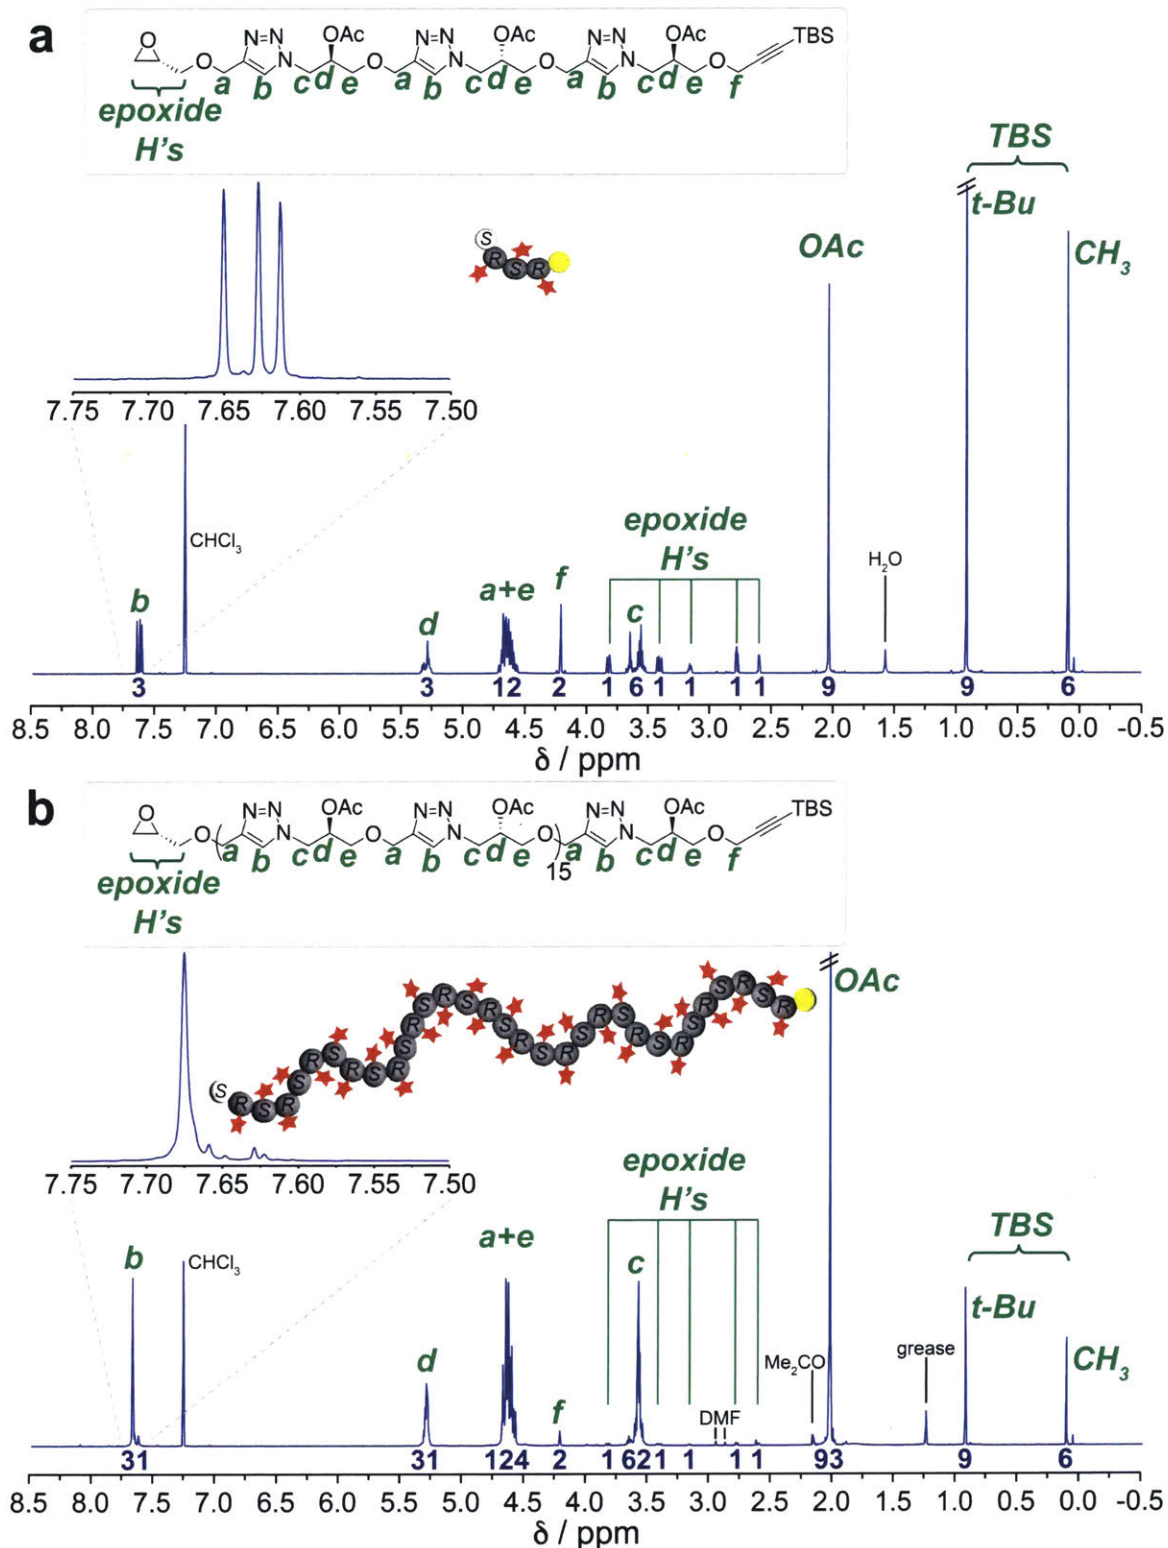 a
O O N=N N OAc O N=N N OAc O N=N N OAc O TBS
a b c d e a b c d e a b c d e f
epoxide
H's
TBS
t-Bu
OAc
CH3
S R S R
7.75 7.70 7.65 7.60 7.55 7.50
CHCl3
epoxide
H's
H2O
b d a+e f c
3 3 12 2 1 6 1 1 1 1 9 9 6
8.5 8.0 7.5 7.0 6.5 6.0 5.5 5.0 4.5 4.0 3.5 3.0 2.5 2.0 1.5 1.0 0.5 0.0 -0.5
δ / ppm
b
O O ( N=N N OAc O N=N N OAc O )15 N=N N OAc O TBS
a b c d e a b c d e a b c d e f
epoxide
H's
OAc
S R S R S R S R S R S R S R S R S R S R S R S R S R S R S R S R
7.75 7.70 7.65 7.60 7.55 7.50
epoxide
H's
TBS
a+e
b
CHCl3
c
t-Bu
grease
Me2CO
CH3
d
f
DMF
31 31 124 2 1 62 1 1 1 1 93 9 6
8.5 8.0 7.5 7.0 6.5 6.0 5.5 5.0 4.5 4.0 3.5 3.0 2.5 2.0 1.5 1.0 0.5 0.0 -0.5
δ / ppm